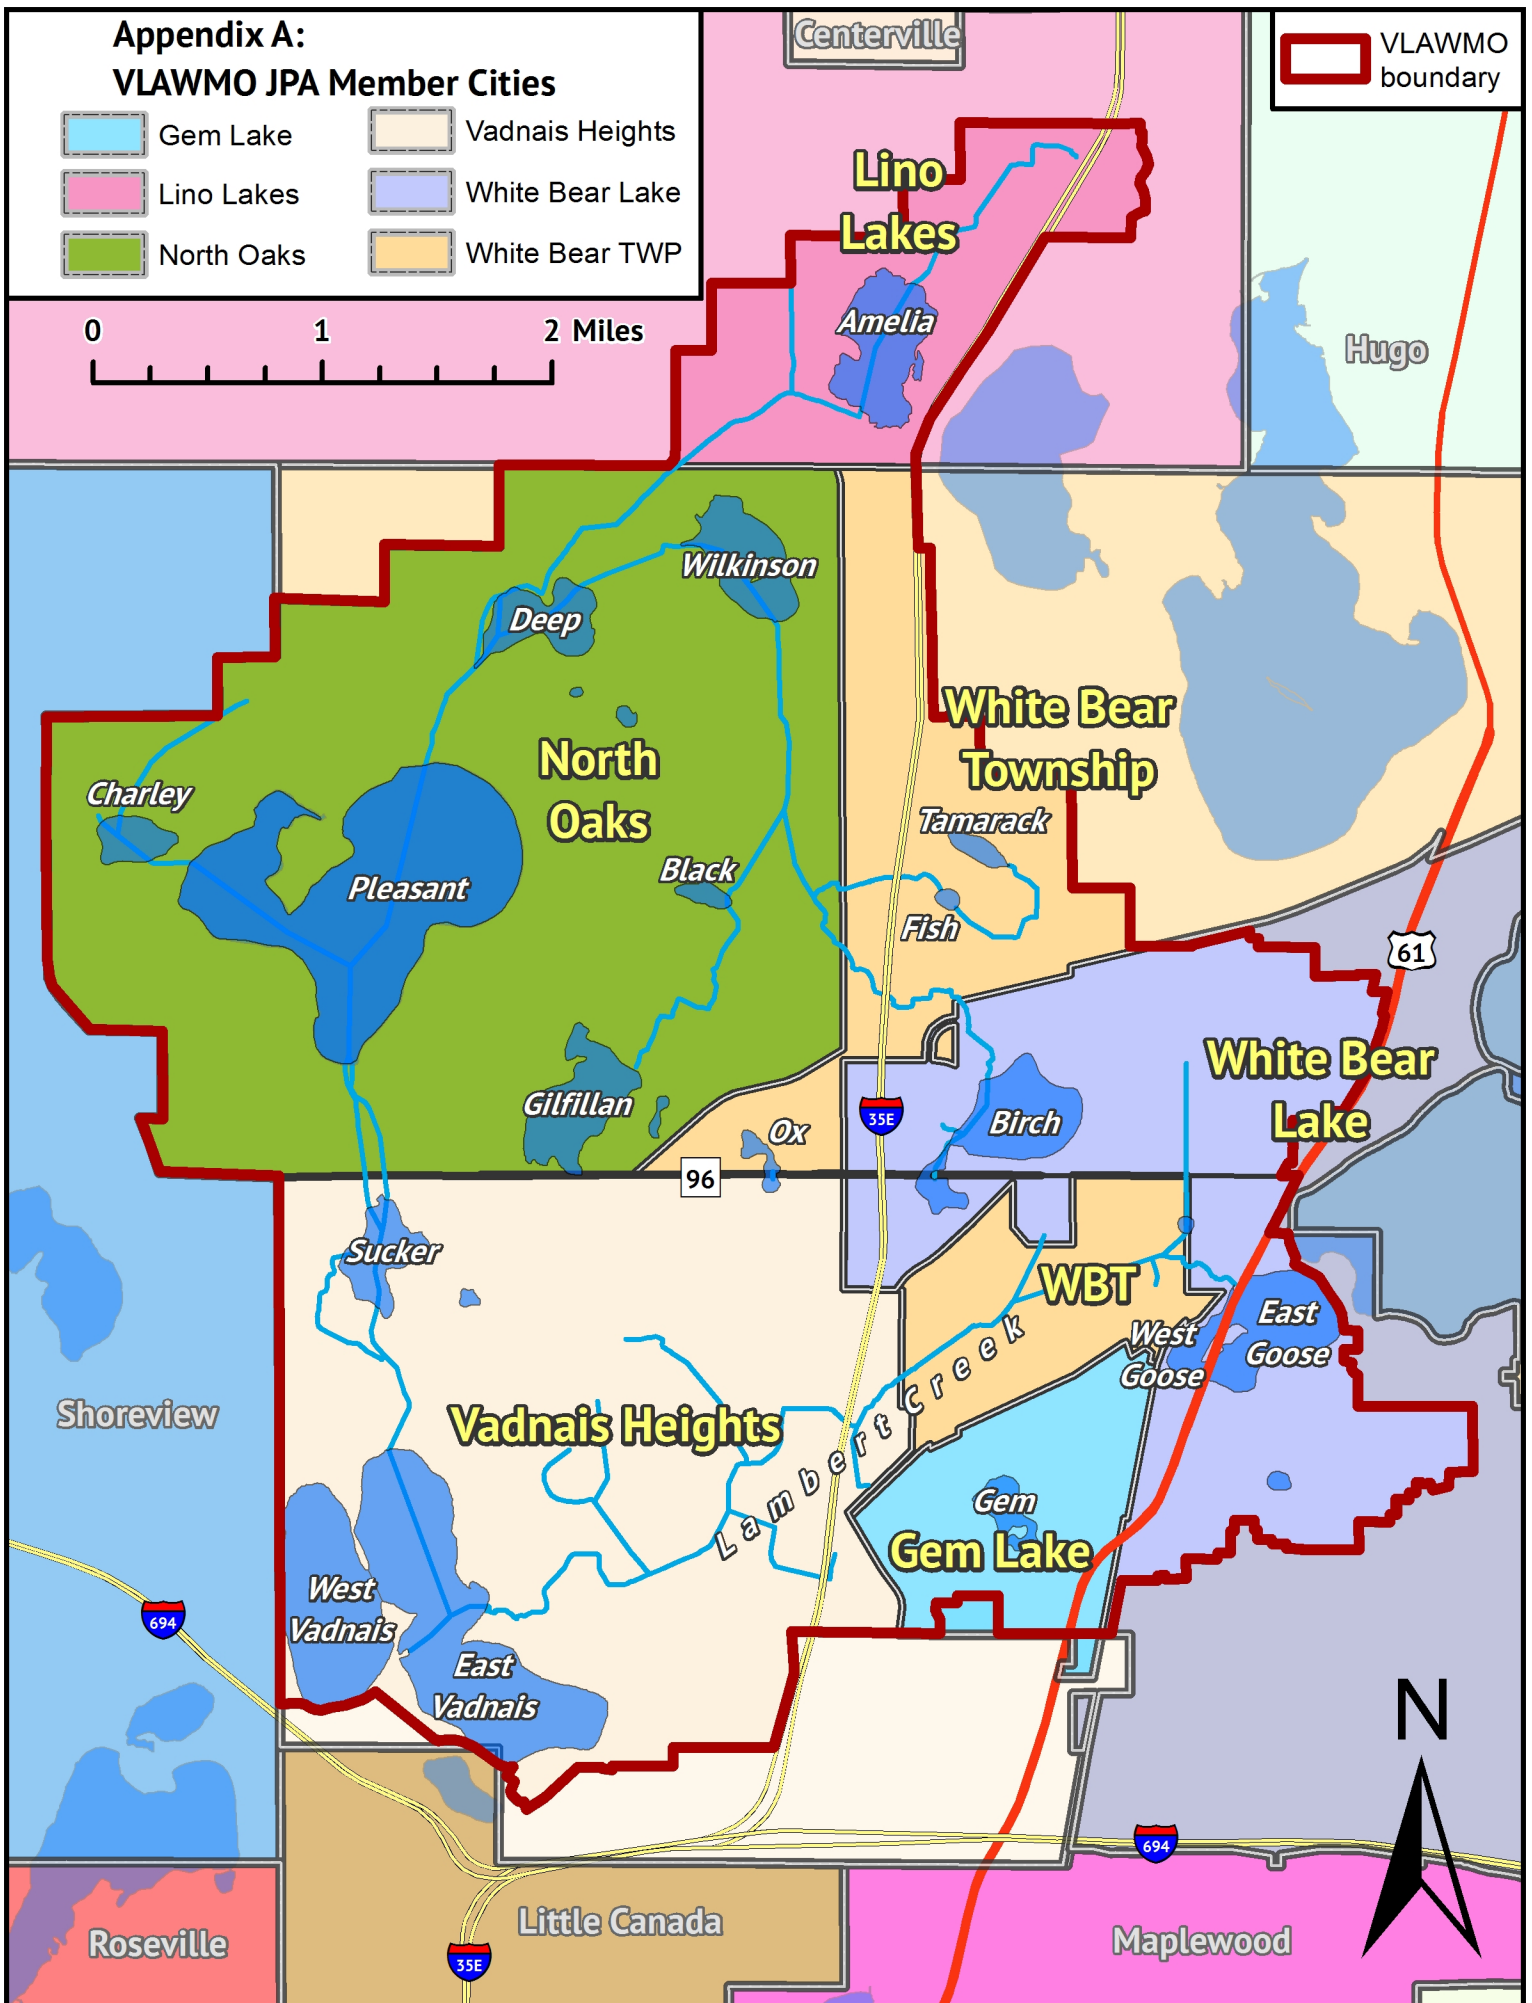 Appendix A:
VLAWMO JPA Member Cities
Gem Lake
Lino Lakes
North Oaks
Vadnais Heights
White Bear Lake
White Bear TWP
VLAWMO
boundary
Centerville
0 1 2 Miles
Lino
Lakes
Amelia
Hugo
Wilkinson
Deep
White Bear
Township
North
Oaks
Charley
Tamarack
Pleasant
Black
Fish
61
White Bear
Lake
Gilfillan
35E
Birch
Ox
96
Sucker
WBT
East
Goose
West
Goose
Shoreview
Vadnais Heights
Lambert Creek
Gem
Gem Lake
West
Vadnais
694
East
Vadnais
N
694
Roseville
Little Canada
35E
Maplewood